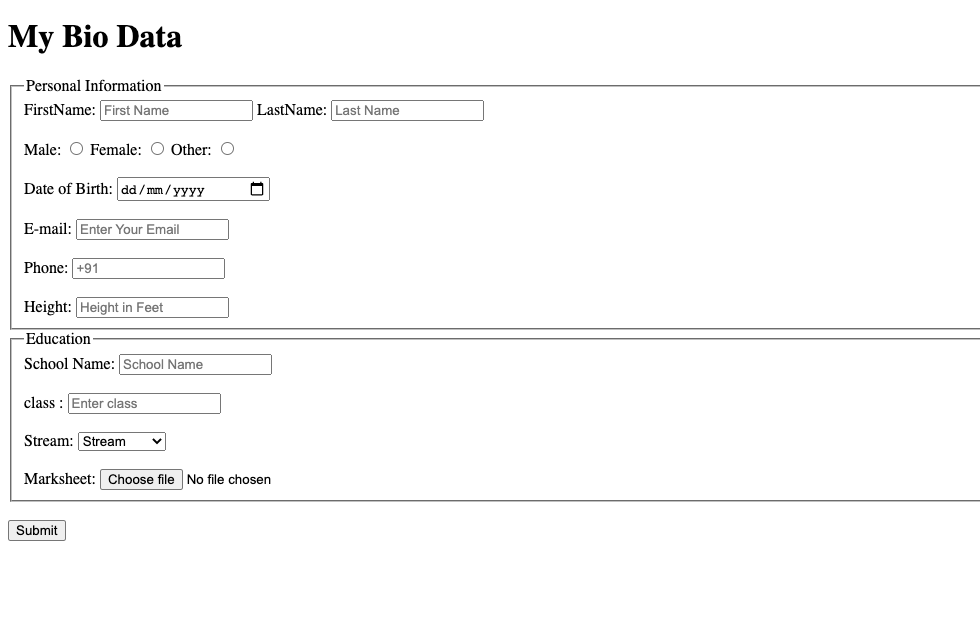 My Bio Data
Personal Information
FirstName: First Name LastName: Last Name
Male: Female: Other:
Date of Birth: dd/mm/yyyy
E-mail: Enter Your Email
Phone: +91
Height: Height in Feet
Education
School Name: School Name
class : Enter class
Stream: Stream
Marksheet: Choose file No file chosen
Submit